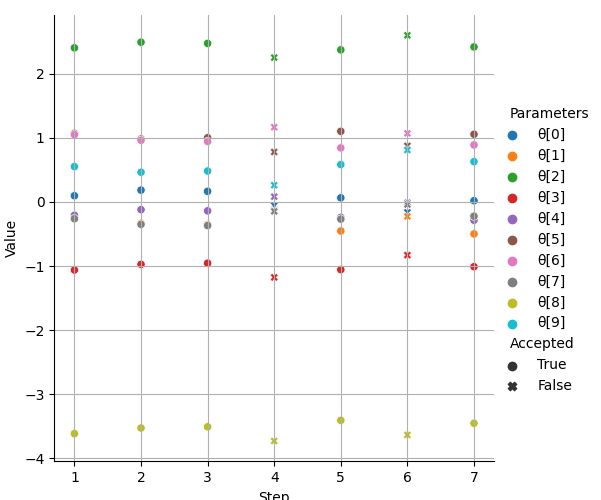 2
1
0
−1
−2
−3
−4
Value
1 2 3 4 5 6 7
Step
Parameters
θ[0]
θ[1]
θ[2]
θ[3]
θ[4]
θ[5]
θ[6]
θ[7]
θ[8]
θ[9]
Accepted
True
False